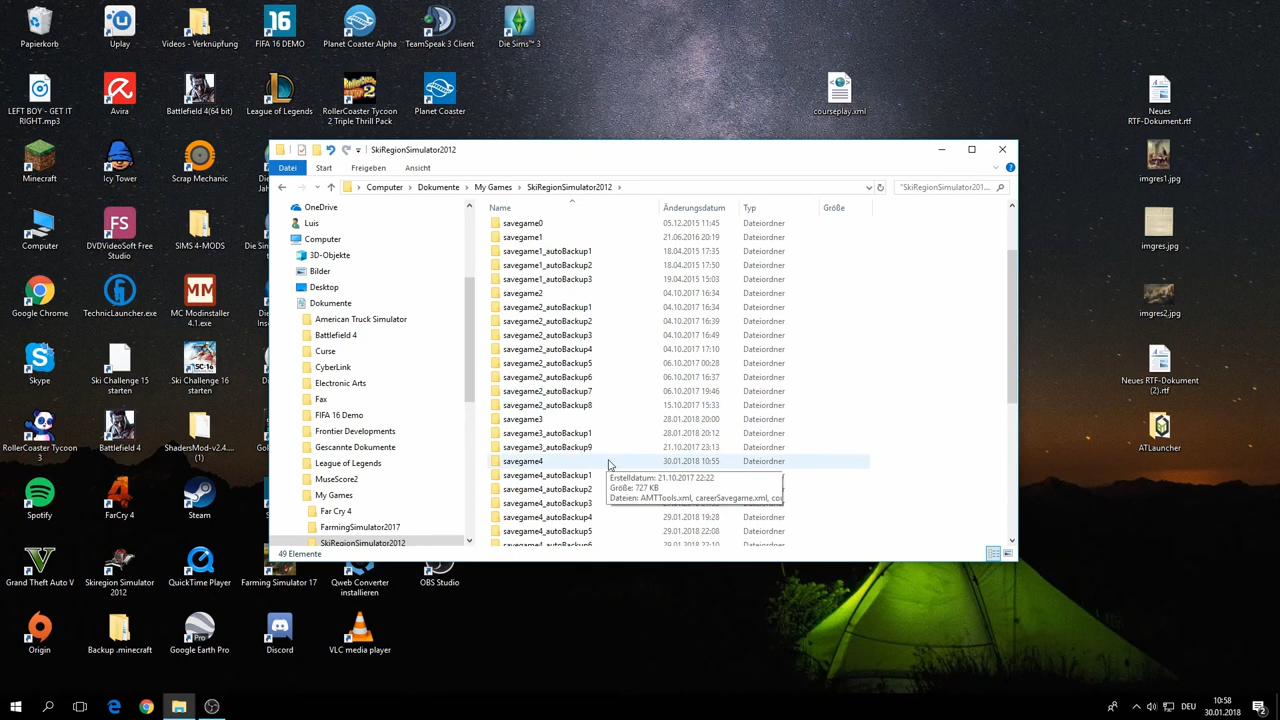 Papierkorb
Uplay
Videos - Verknüpfung
FIFA 16 DEMO
Planet Coaster Alpha
TeamSpeak 3 Client
Die Sims™ 3
LEFT BOY - GET IT
RIGHT.mp3
Avira
Battlefield 4(64 bit)
League of Legends
RollerCoaster Tycoon
2 Triple Thrill Pack
Planet Coaster
courseplay.xml
Neues
RTF-Dokument.rtf
Minecraft
Icy Tower
Scrap Mechanic
imgres1.jpg
Computer
DVDVideoSoft Free
Studio
SIMS 4-MODS
imgres.jpg
Google Chrome
TechnicLauncher.exe
MC Modinstaller
4.1.exe
imgres2.jpg
Skype
Ski Challenge 15
starten
Ski Challenge 16
starten
Neues RTF-Dokument
(2).rtf
RollerCoaster Tycoon
3
Battlefield 4
ShadersMod-v2.4....
(1)
ATLauncher
Spotify
FarCry 4
Steam
Grand Theft Auto V
Skiregion Simulator
2012
QuickTime Player
Farming Simulator 17
Qweb Converter
installieren
OBS Studio
Origin
Backup .minecraft
Google Earth Pro
Discord
VLC media player
SkiRegionSimulator2012
Datei Start Freigeben Ansicht
Computer Dokumente My Games SkiRegionSimulator2012
"SkiRegionSimulator201...
Name Änderungsdatum Typ Größe
OneDrive
Luis
Computer
3D-Objekte
Bilder
Desktop
Dokumente
American Truck Simulator
Battlefield 4
Curse
CyberLink
Electronic Arts
Fax
FIFA 16 Demo
Frontier Developments
Gescannte Dokumente
League of Legends
MuseScore2
My Games
Far Cry 4
FarmingSimulator2017
SkiRegionSimulator2012
savegame0 05.12.2015 11:45 Dateiordner
savegame1 21.06.2016 20:19 Dateiordner
savegame1_autoBackup1 18.04.2015 17:35 Dateiordner
savegame1_autoBackup2 18.04.2015 17:50 Dateiordner
savegame1_autoBackup3 19.04.2015 15:03 Dateiordner
savegame2 04.10.2017 16:34 Dateiordner
savegame2_autoBackup1 04.10.2017 16:34 Dateiordner
savegame2_autoBackup2 04.10.2017 16:39 Dateiordner
savegame2_autoBackup3 04.10.2017 16:49 Dateiordner
savegame2_autoBackup4 04.10.2017 17:10 Dateiordner
savegame2_autoBackup5 06.10.2017 00:28 Dateiordner
savegame2_autoBackup6 06.10.2017 16:37 Dateiordner
savegame2_autoBackup7 06.10.2017 19:46 Dateiordner
savegame2_autoBackup8 15.10.2017 15:33 Dateiordner
savegame3 28.01.2018 20:00 Dateiordner
savegame3_autoBackup1 28.01.2018 20:12 Dateiordner
savegame3_autoBackup9 21.10.2017 23:13 Dateiordner
savegame4 30.01.2018 10:55 Dateiordner
savegame4_autoBackup1
savegame4_autoBackup2
savegame4_autoBackup3
savegame4_autoBackup4 29.01.2018 19:28 Dateiordner
savegame4_autoBackup5 29.01.2018 22:08 Dateiordner
savegame4_autoBackup6 29.01.2018 22:10 Dateiordner
Erstelldatum: 21.10.2017 22:22
Größe: 727 KB
Dateien: AMTTools.xml, careerSavegame.xml,
49 Elemente
DEU
10:58
30.01.2018
2